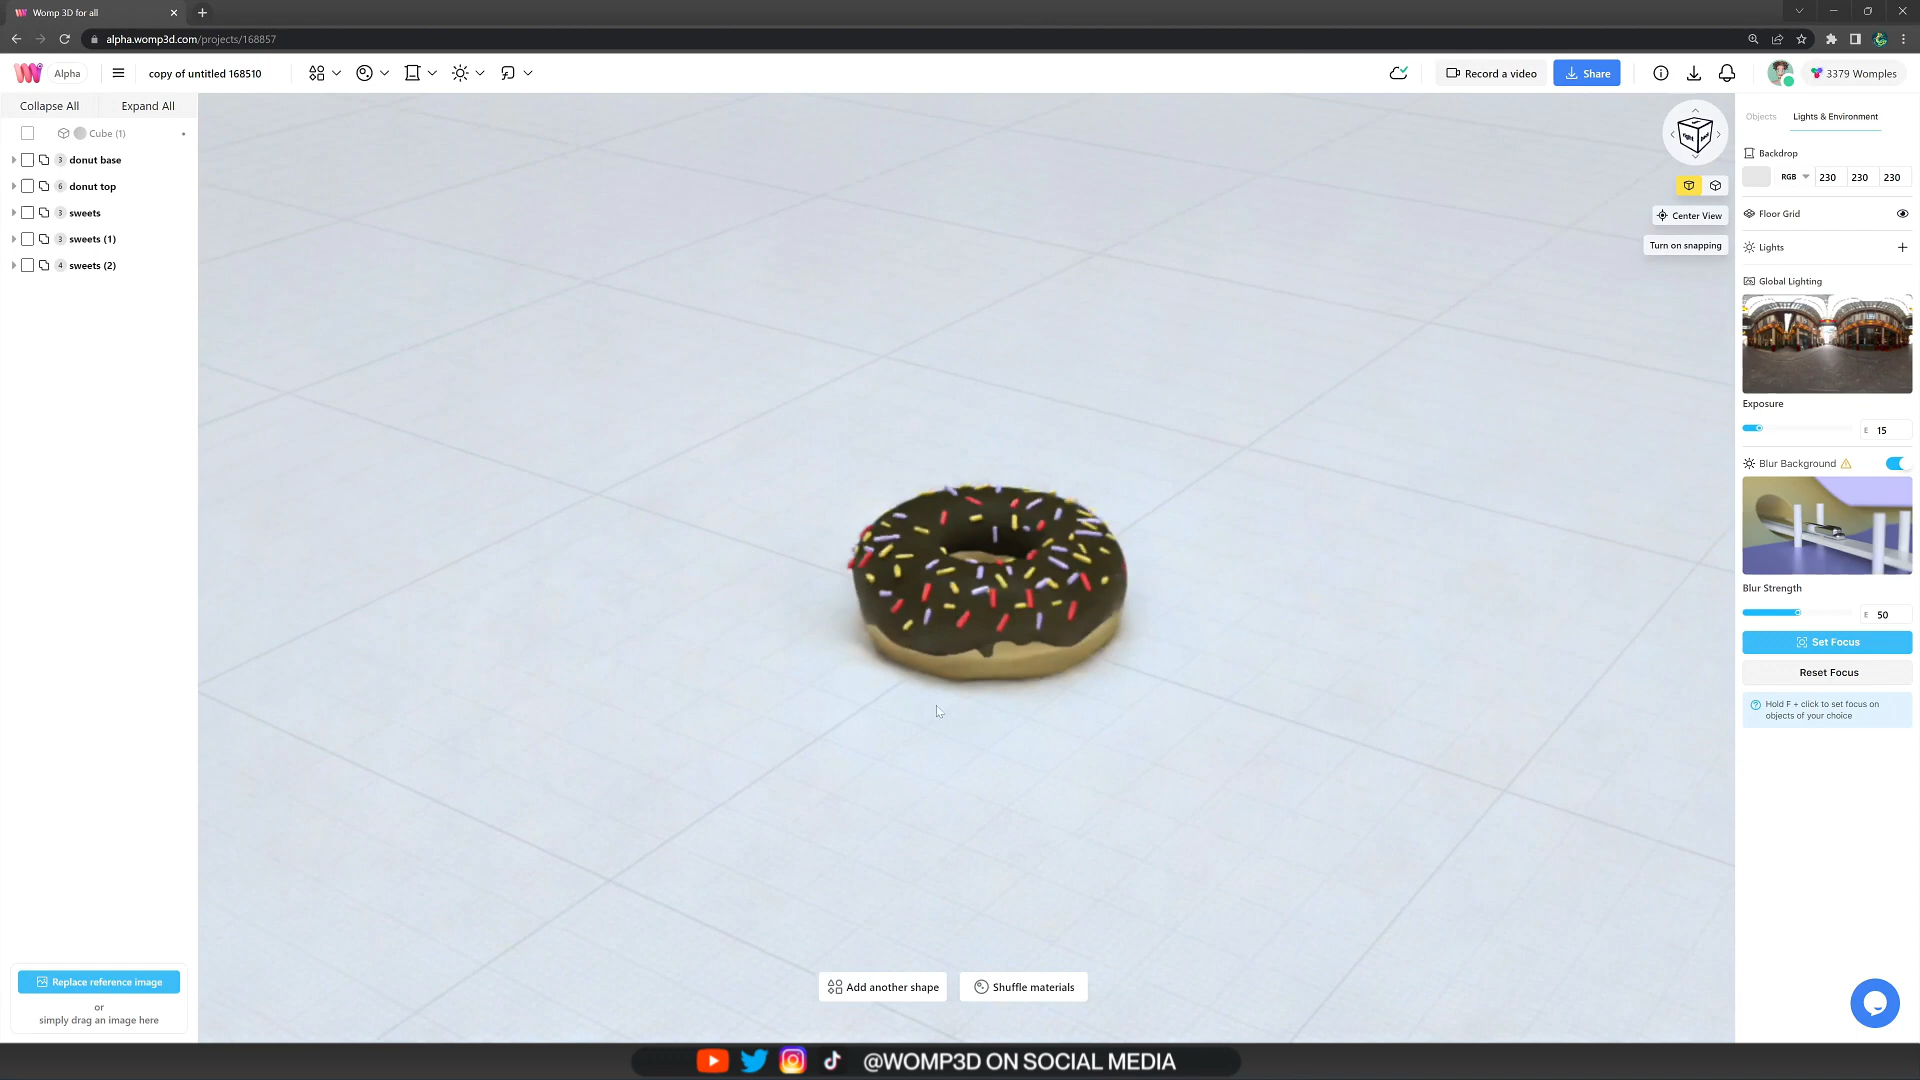 Womp 3D for all
alpha.womp3d.com/projects/168857
Alpha
copy of untitled 168510
Record a video
Share
3379 Womples
Collapse All
Expand All
Cube (1)
3 donut base
6 donut top
3 sweets
3 sweets (1)
4 sweets (2)
Replace reference image
or
simply drag an image here
right
Center View
Turn on snapping
Add another shape
Shuffle materials
Objects
Lights & Environment
Backdrop
RGB 230 230 230
Floor Grid
Lights
Global Lighting
Exposure
E 15
Blur Background
Blur Strength
E 50
Set Focus
Reset Focus
Hold F + click to set focus on
objects of your choice
@WOMP3D ON SOCIAL MEDIA